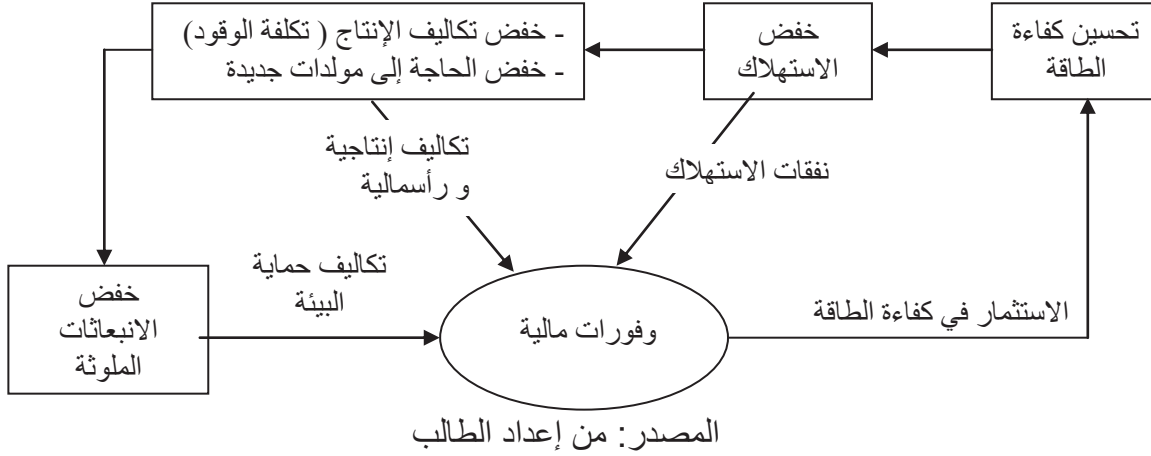 تحسين كفاءة
الطاقة
خفض
الاستهلاك
- خفض تكاليف الإنتاج ( تكلفة الوقود)
- خفض الحاجة إلى مولدات جديدة
تكاليف إنتاجية
و رأسمالية
نفقات الاستهلاك
خفض
الانبعاثات
الملوثة
تكاليف حماية
البيئة
وفورات مالية
الاستثمار في كفاءة الطاقة
المصدر: من إعداد الطالب